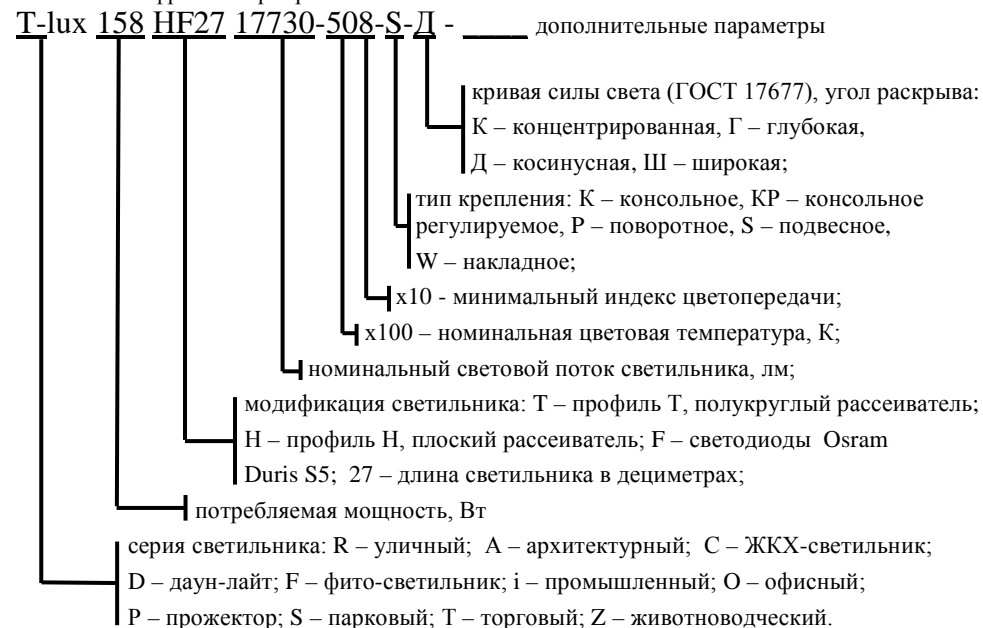 T-lux 158 HF27 17730-508-S-Д - _____ дополнительные параметры
кривая силы света (ГОСТ 17677), угол раскрыва:
К – концентрированная, Г – глубокая,
Д – косинусная, Ш – широкая;
тип крепления: К – консольное, КР – консольное
регулируемое, Р – поворотное, S – подвесное,
W – накладное;
х10 - минимальный индекс цветопередачи;
х100 – номинальная цветовая температура, К;
номинальный световой поток светильника, лм;
модификация светильника: Т – профиль Т, полукруглый рассеиватель;
Н – профиль Н, плоский рассеиватель; F – светодиоды Osram
Duris S5; 27 – длина светильника в дециметрах;
потребляемая мощность, Вт
серия светильника: R – уличный; А – архитектурный; С – ЖКХ-светильник;
D – даун-лайт; F – фито-светильник; i – промышленный; О – офисный;
Р – прожектор; S – парковый; Т – торговый; Z – животноводческий.